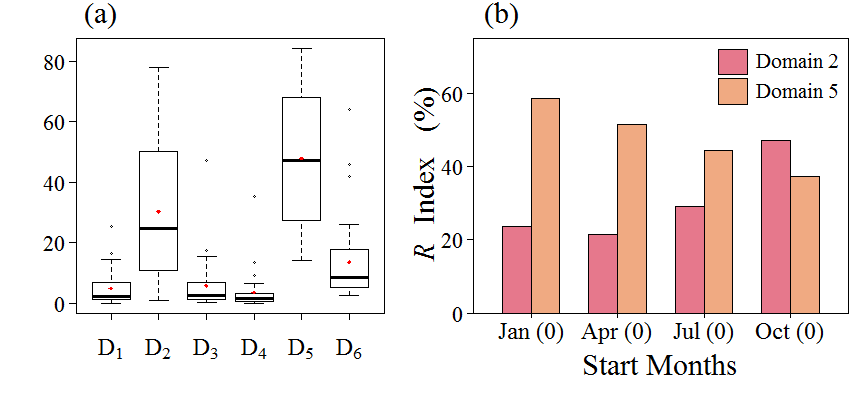 (a)
80
60
40
20
0
D1 D2 D3 D4 D5 D6
(b)
R Index (%)
60
40
20
0
Domain 2
Domain 5
Jan (0) Apr (0) Jul (0) Oct (0)
Start Months